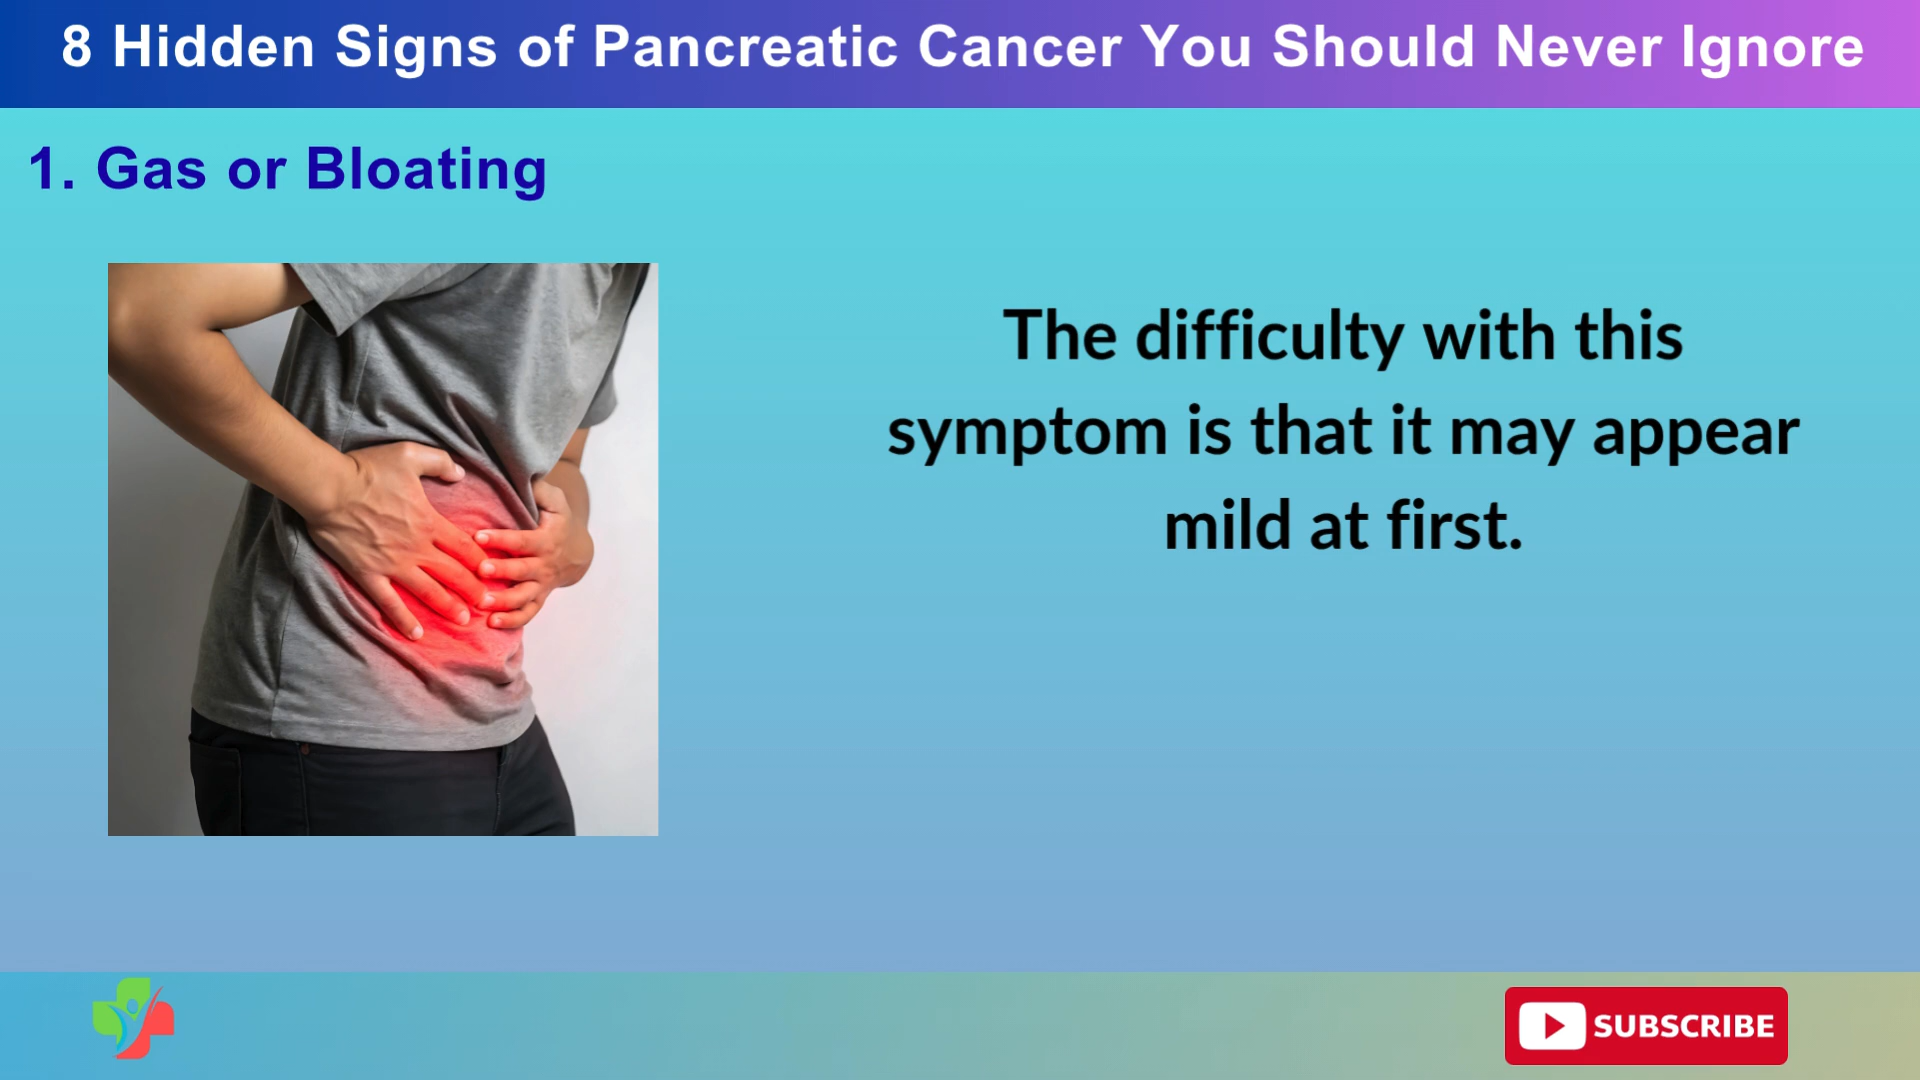 8 Hidden Signs of Pancreatic Cancer You Should Never Ignore
1. Gas or Bloating
The difficulty with this
symptom is that it may appear
mild at first.
SUBSCRIBE